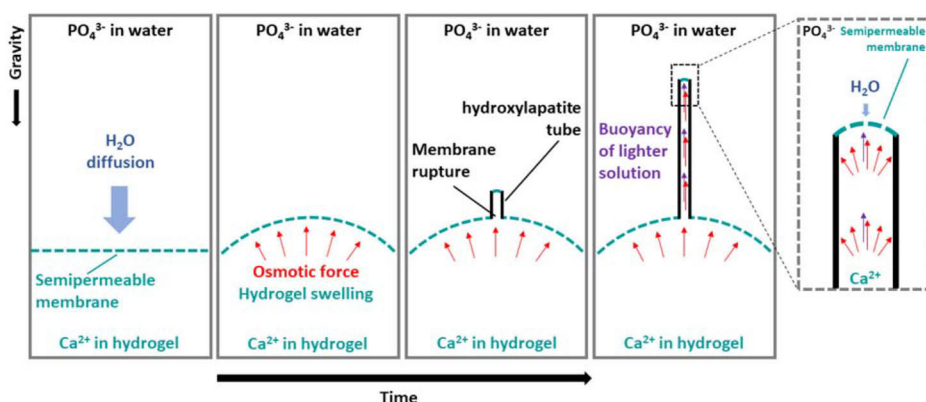 Gravity
PO₄³⁻ in water
H₂O
diffusion
Semipermeable
membrane
Ca²⁺ in hydrogel
PO₄³⁻ in water
Osmotic force
Hydrogel swelling
Ca²⁺ in hydrogel
PO₄³⁻ in water
hydroxylapatite
tube
Membrane
rupture
Ca²⁺ in hydrogel
PO₄³⁻ in water
Buoyancy
of lighter
solution
Ca²⁺ in hydrogel
PO₄³⁻ Semipermeable
membrane
H₂O
Ca²⁺
Time